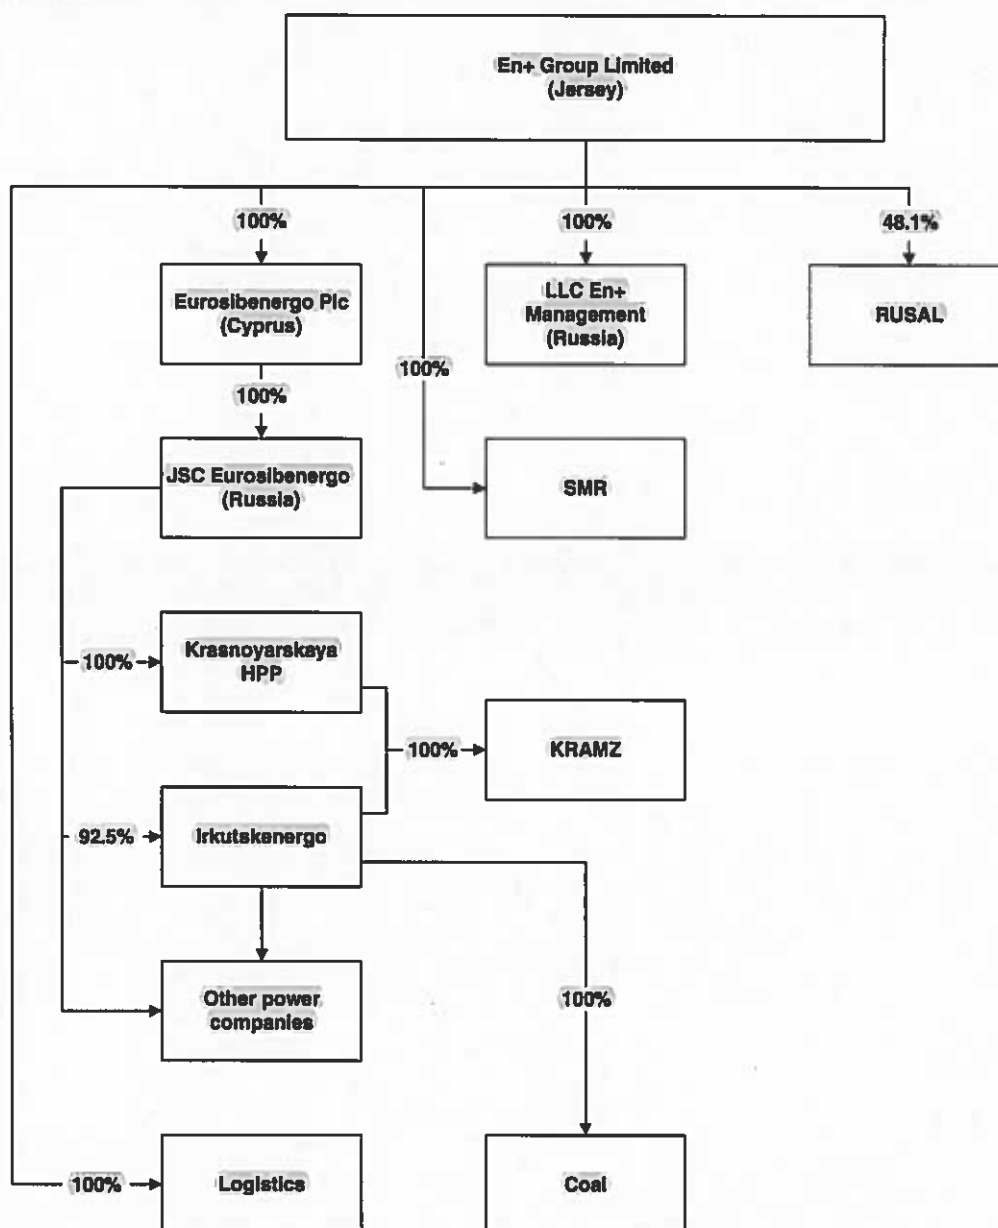 En+ Group Limited
(Jersey)
100%
100%
48.1%
Eurosibenergo Plc
(Cyprus)
LLC En+
Management
(Russia)
RUSAL
100%
100%
JSC Eurosibenergo
(Russia)
SMR
100%
Krasnoyarskaya
HPP
100%
KRAMZ
92.5%
Irkutskenergo
Other power
companies
100%
100%
Logistics
Coal